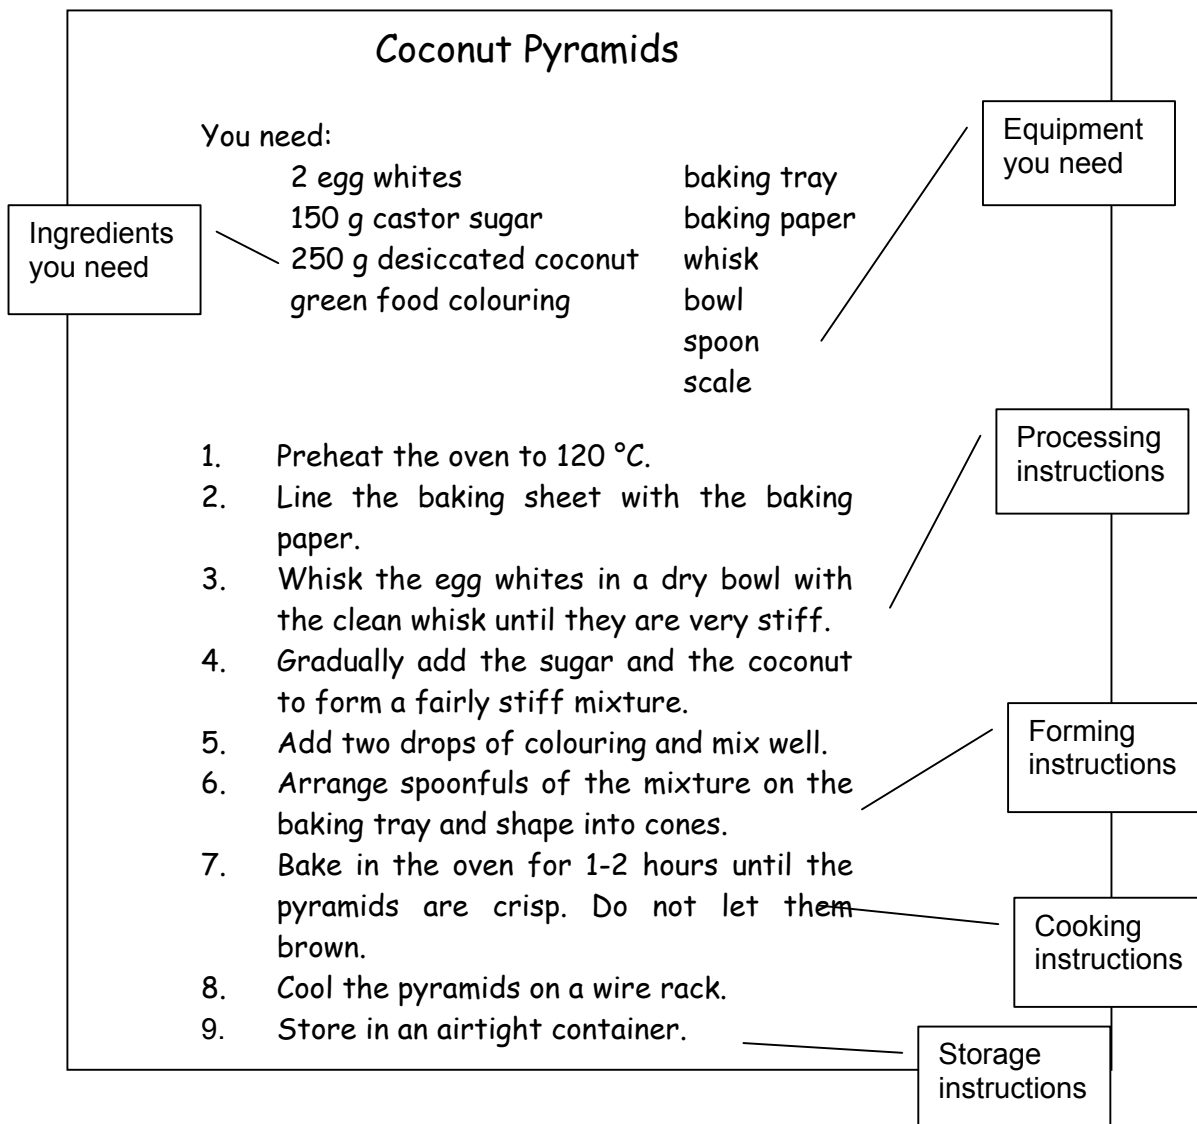 Coconut Pyramids
You need:
2 egg whites
150 g castor sugar
250 g desiccated coconut
green food colouring
baking tray
baking paper
whisk
bowl
spoon
scale
Ingredients
you need
Equipment
you need
1. Preheat the oven to 120 °C.
2. Line the baking sheet with the baking
paper.
3. Whisk the egg whites in a dry bowl with
the clean whisk until they are very stiff.
4. Gradually add the sugar and the coconut
to form a fairly stiff mixture.
5. Add two drops of colouring and mix well.
6. Arrange spoonfuls of the mixture on the
baking tray and shape into cones.
7. Bake in the oven for 1-2 hours until the
pyramids are crisp. Do not let them
brown.
8. Cool the pyramids on a wire rack.
9. Store in an airtight container.
Processing
instructions
Forming
instructions
Cooking
instructions
Storage
instructions